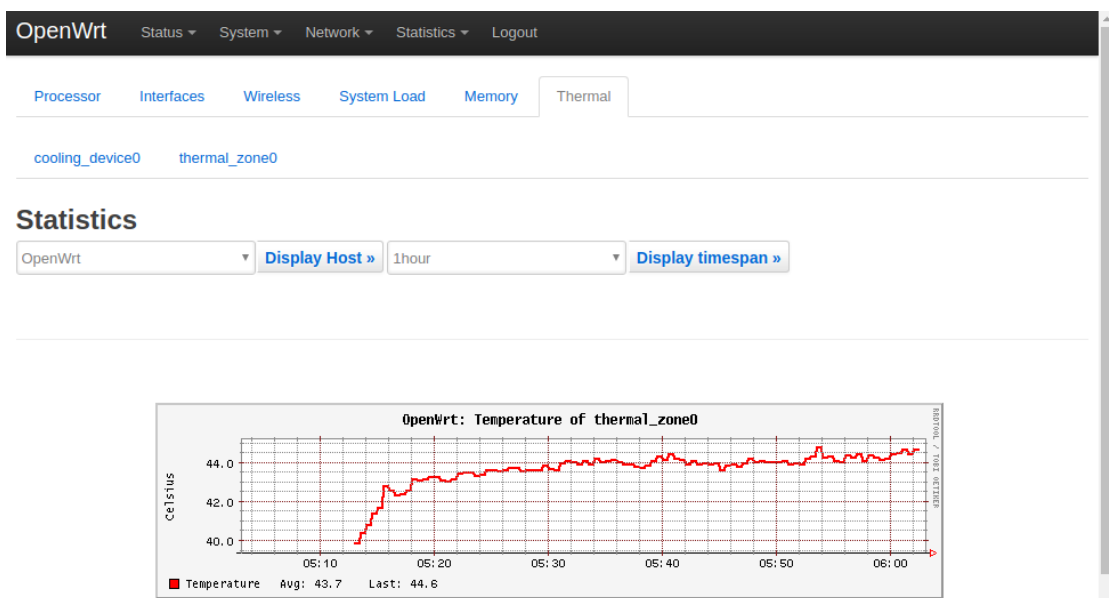 OpenWrt Status System Network Statistics Logout
Processor Interfaces Wireless System Load Memory Thermal
cooling_device0 thermal_zone0
Statistics
OpenWrt Display Host » 1hour Display timespan »
OpenWrt: Temperature of thermal_zone0
RRDTOOL / TOBI OETIKER
Celsius
44.0
42.0
40.0
05:10 05:20 05:30 05:40 05:50 06:00
Temperature Avg: 43.7 Last: 44.6